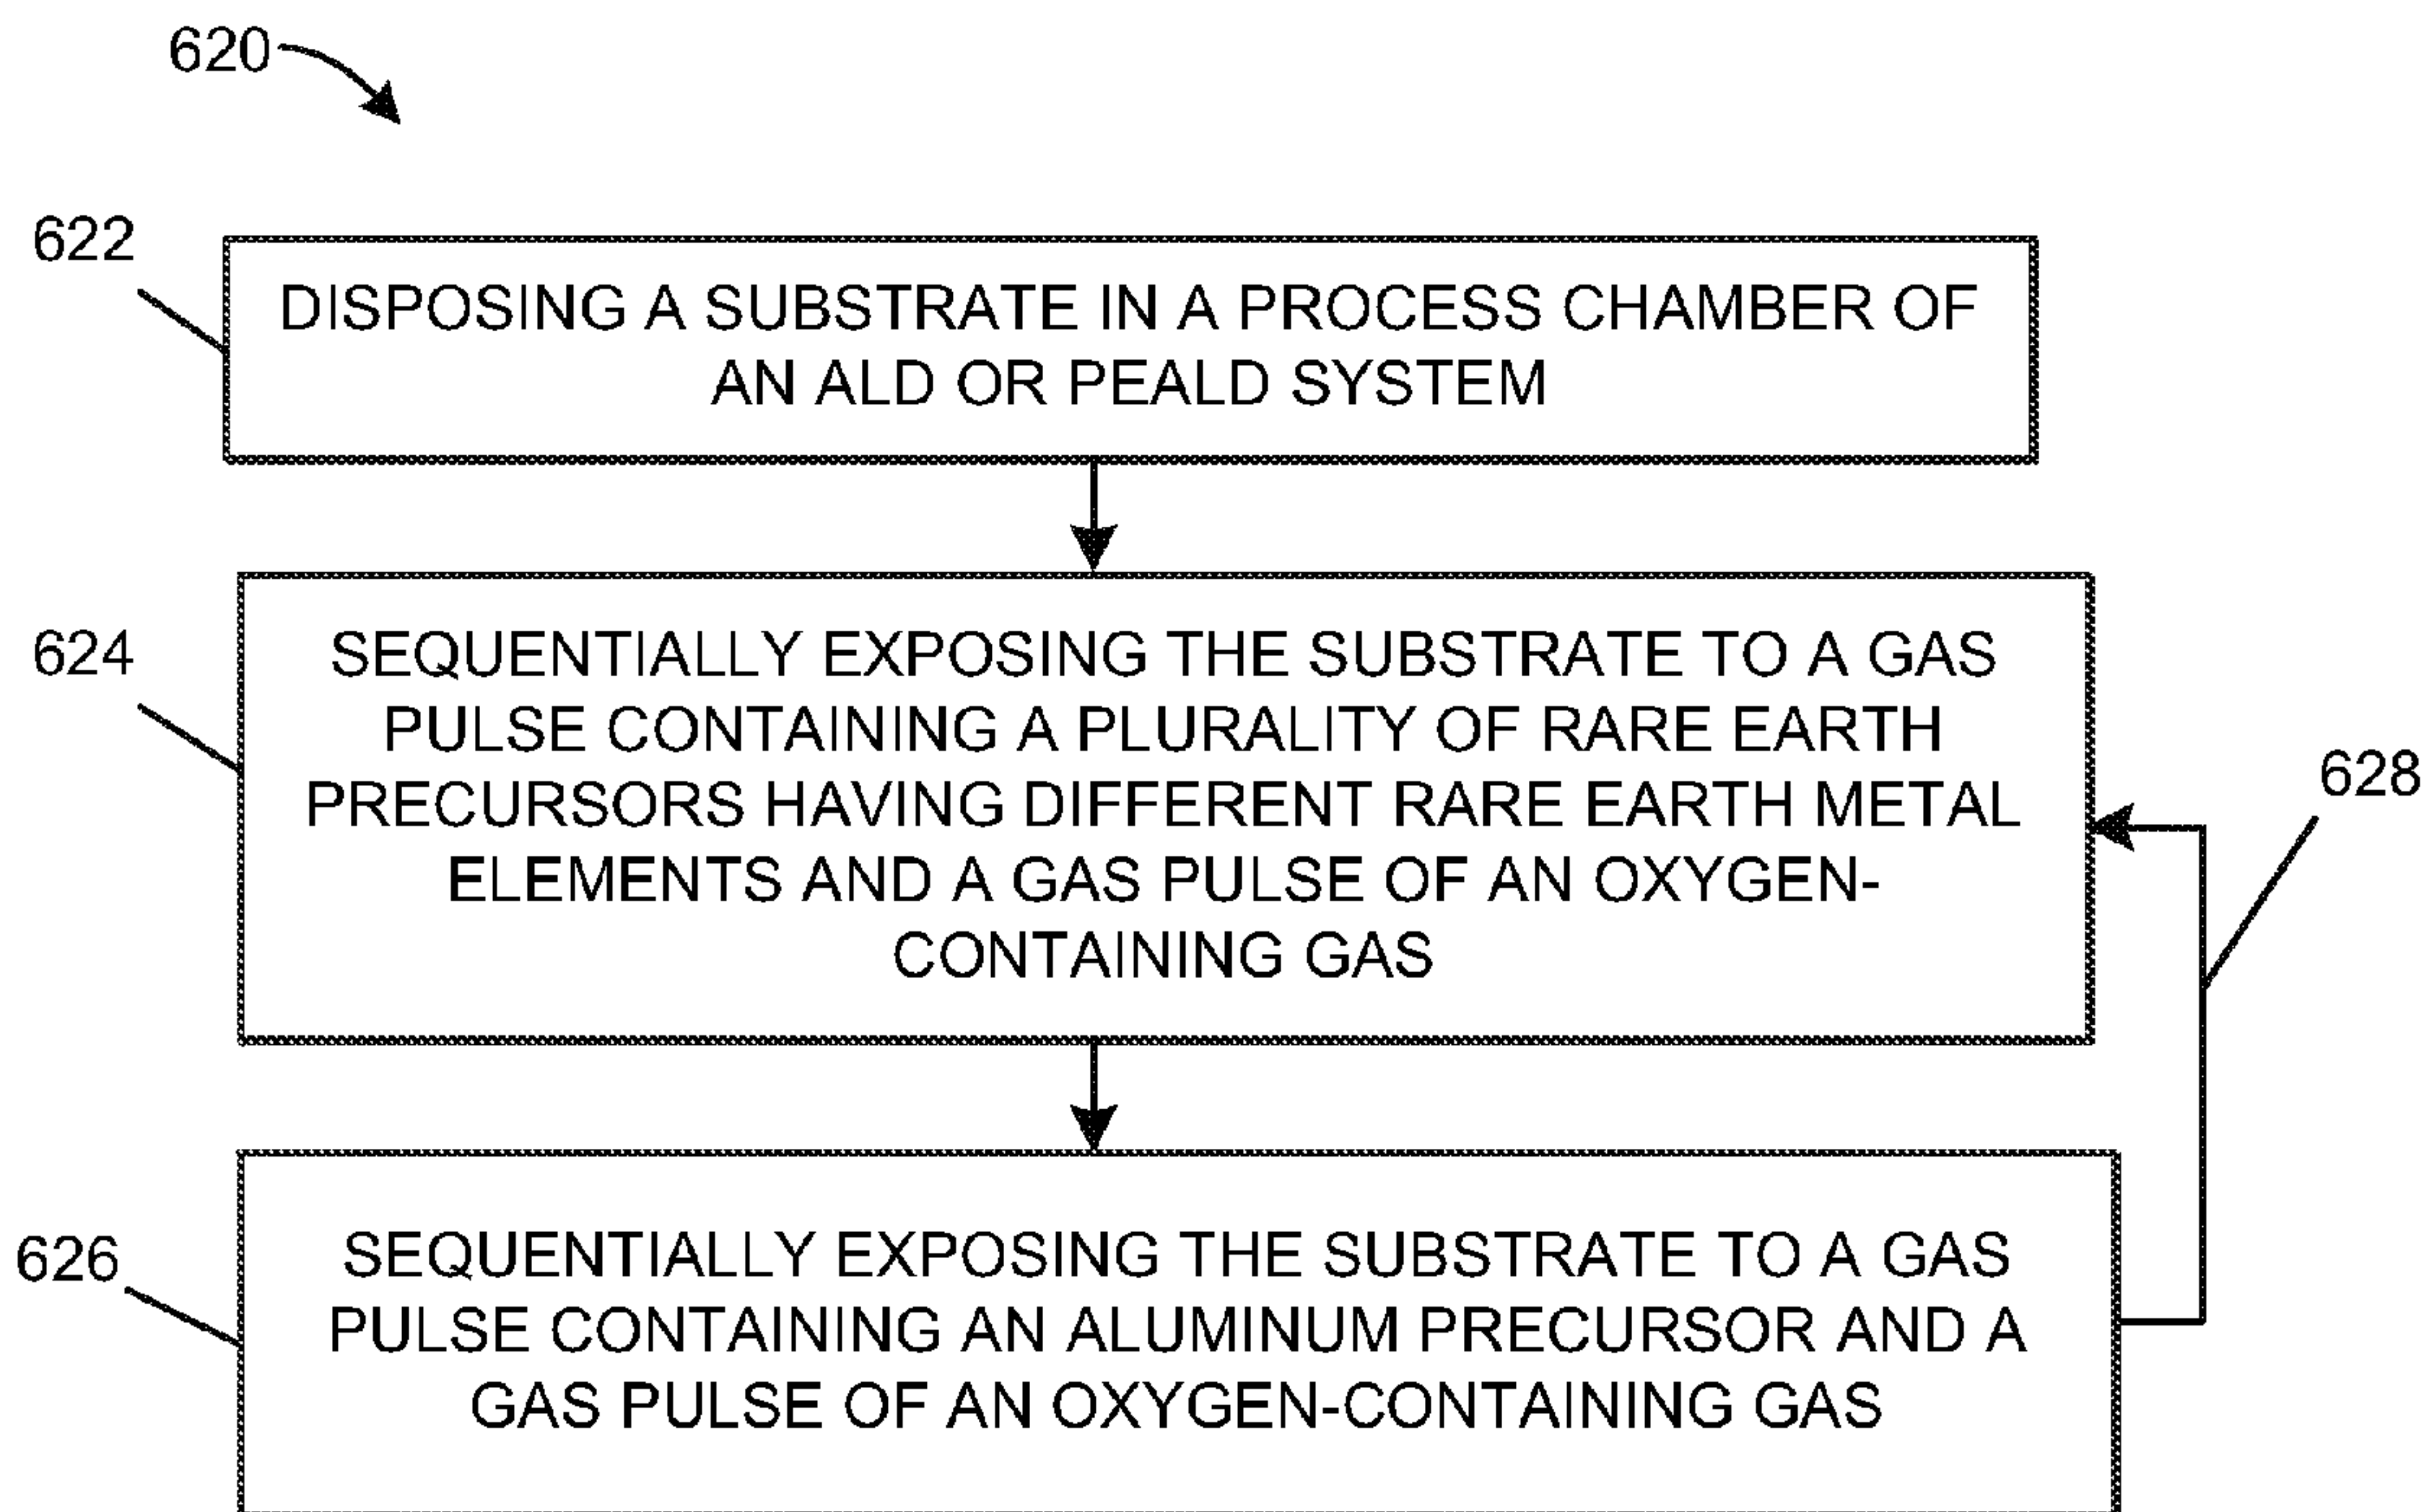 620
622
DISPOSING A SUBSTRATE IN A PROCESS CHAMBER OF
AN ALD OR PEALD SYSTEM
624
SEQUENTIALLY EXPOSING THE SUBSTRATE TO A GAS
PULSE CONTAINING A PLURALITY OF RARE EARTH
PRECURSORS HAVING DIFFERENT RARE EARTH METAL
ELEMENTS AND A GAS PULSE OF AN OXYGEN-
CONTAINING GAS
628
626
SEQUENTIALLY EXPOSING THE SUBSTRATE TO A GAS
PULSE CONTAINING AN ALUMINUM PRECURSOR AND A
GAS PULSE OF AN OXYGEN-CONTAINING GAS